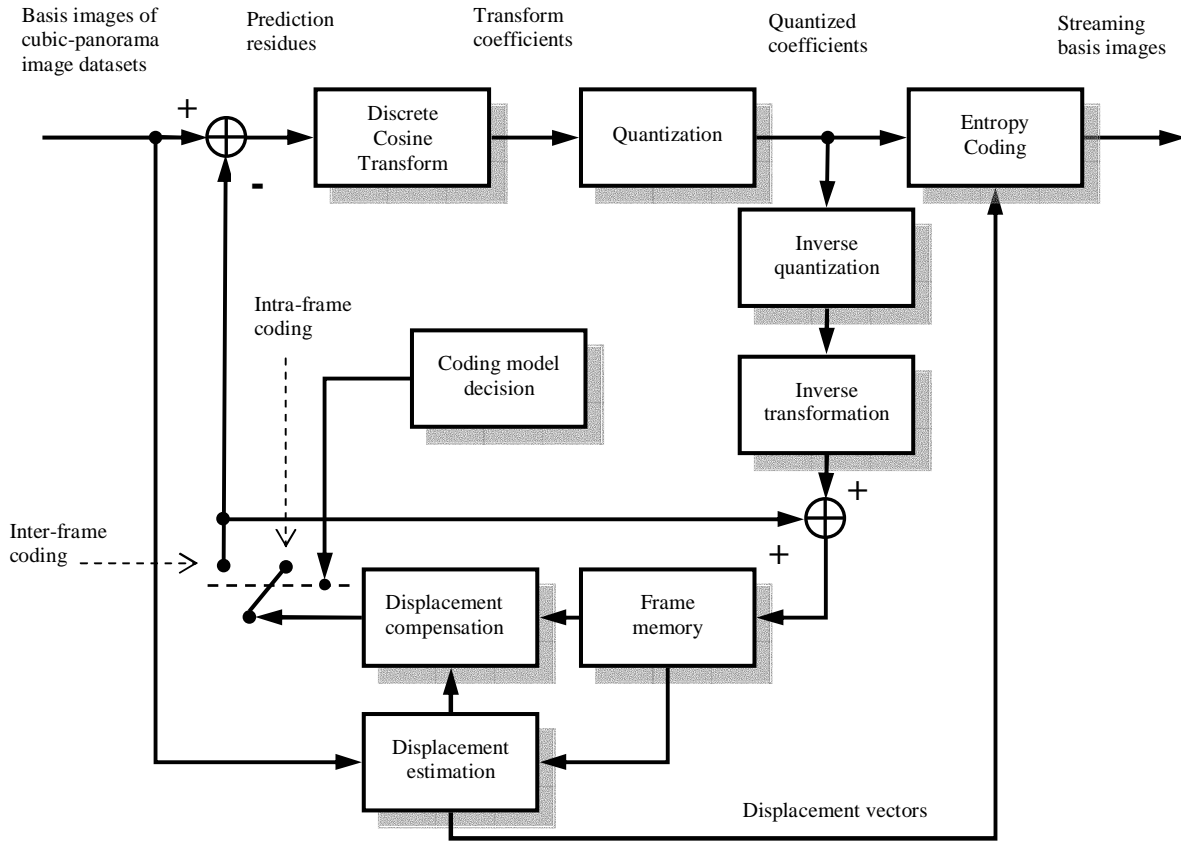 Basis images of
cubic-panorama
image datasets
Prediction
residues
Transform
coefficients
Quantized
coefficients
Streaming
basis images
+
-
Discrete
Cosine
Transform
Quantization
Entropy
Coding
Inverse
quantization
Intra-frame
coding
Coding model
decision
Inverse
transformation
+
+
Inter-frame
coding
Displacement
compensation
Frame
memory
Displacement
estimation
Displacement vectors